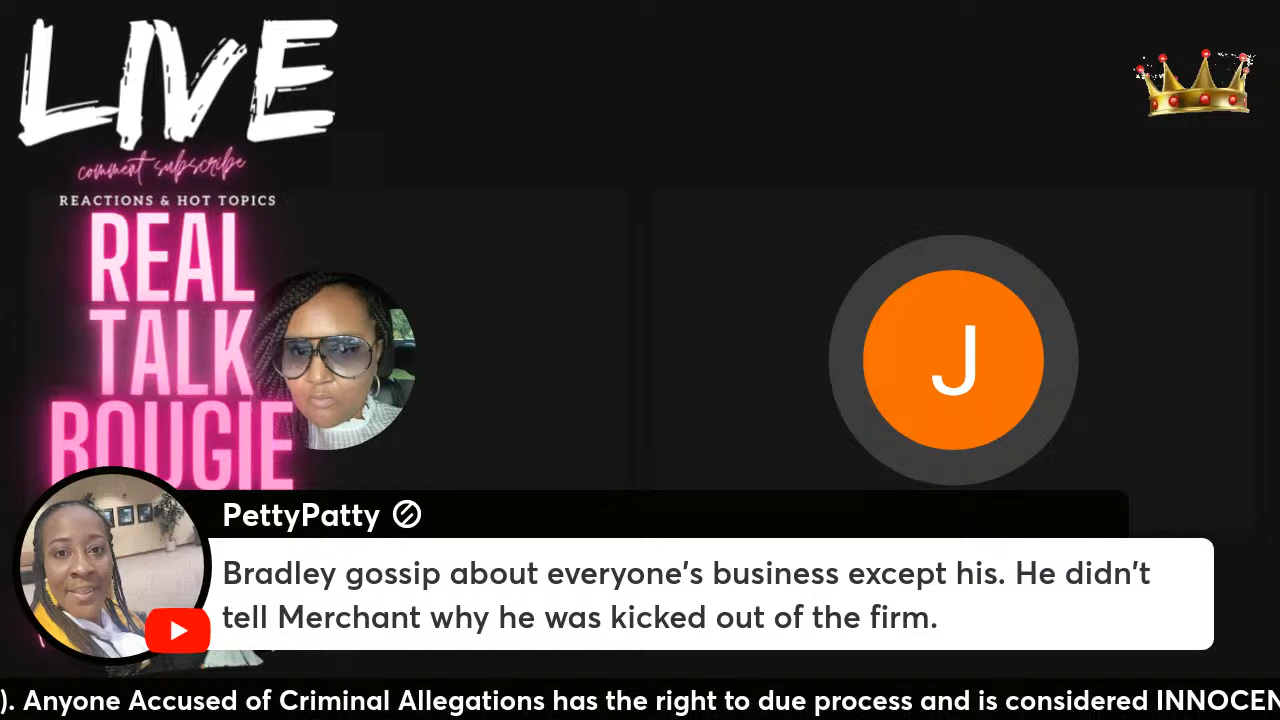 LIVE
comment subscribe
REACTIONS & HOT TOPICS
REAL
TALK
BOUGIE
J
PettyPatty
Bradley gossip about everyone's business except his. He didn't
tell Merchant why he was kicked out of the firm.
). Anyone Accused of Criminal Allegations has the right to due process and is considered INNOCEN